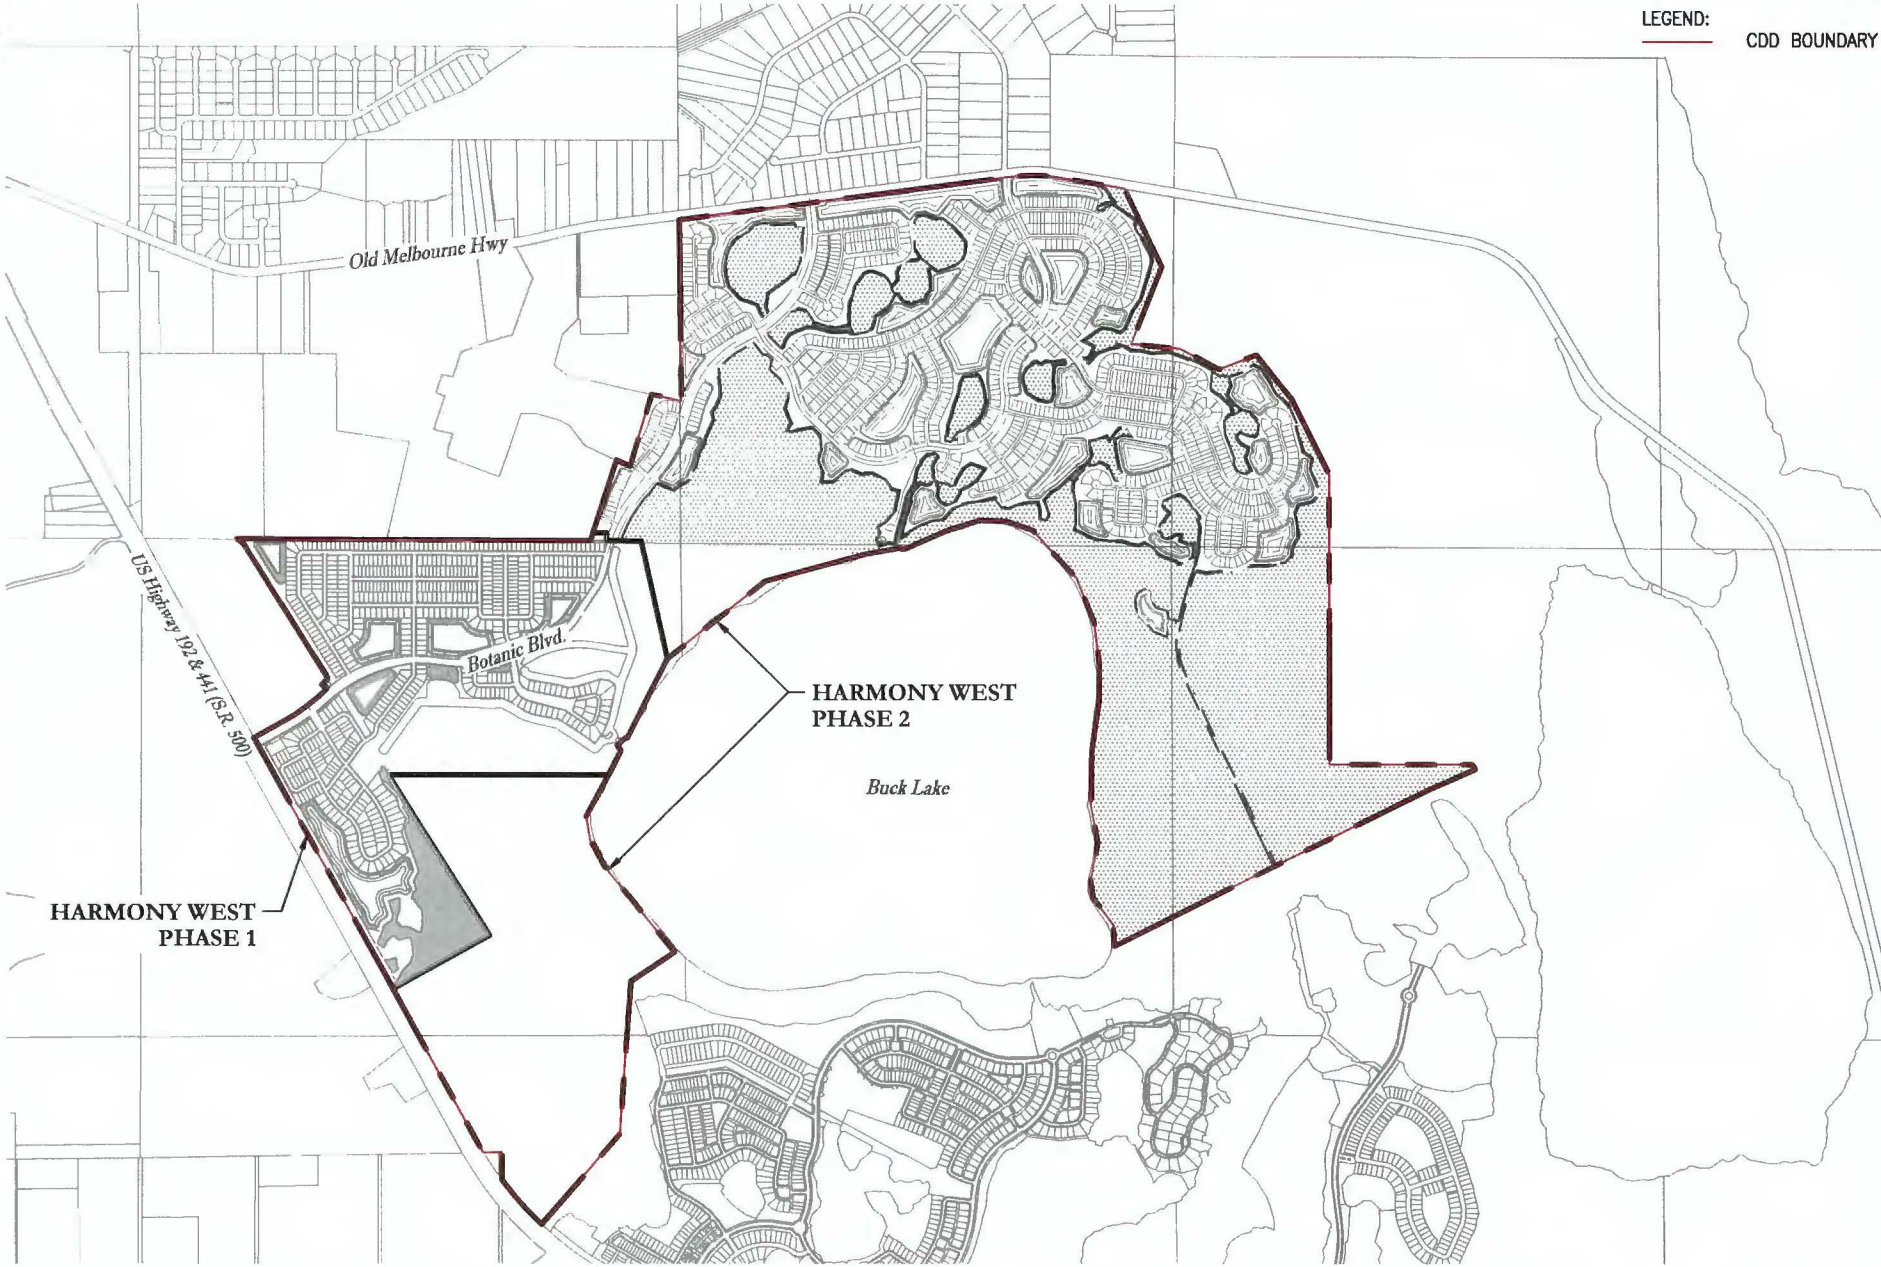 LEGEND:
CDD BOUNDARY
Old Melbourne Hwy
US Highway 192 & 441 (S.R. 500)
Botanic Blvd.
HARMONY WEST
PHASE 2
Buck Lake
HARMONY WEST
PHASE 1